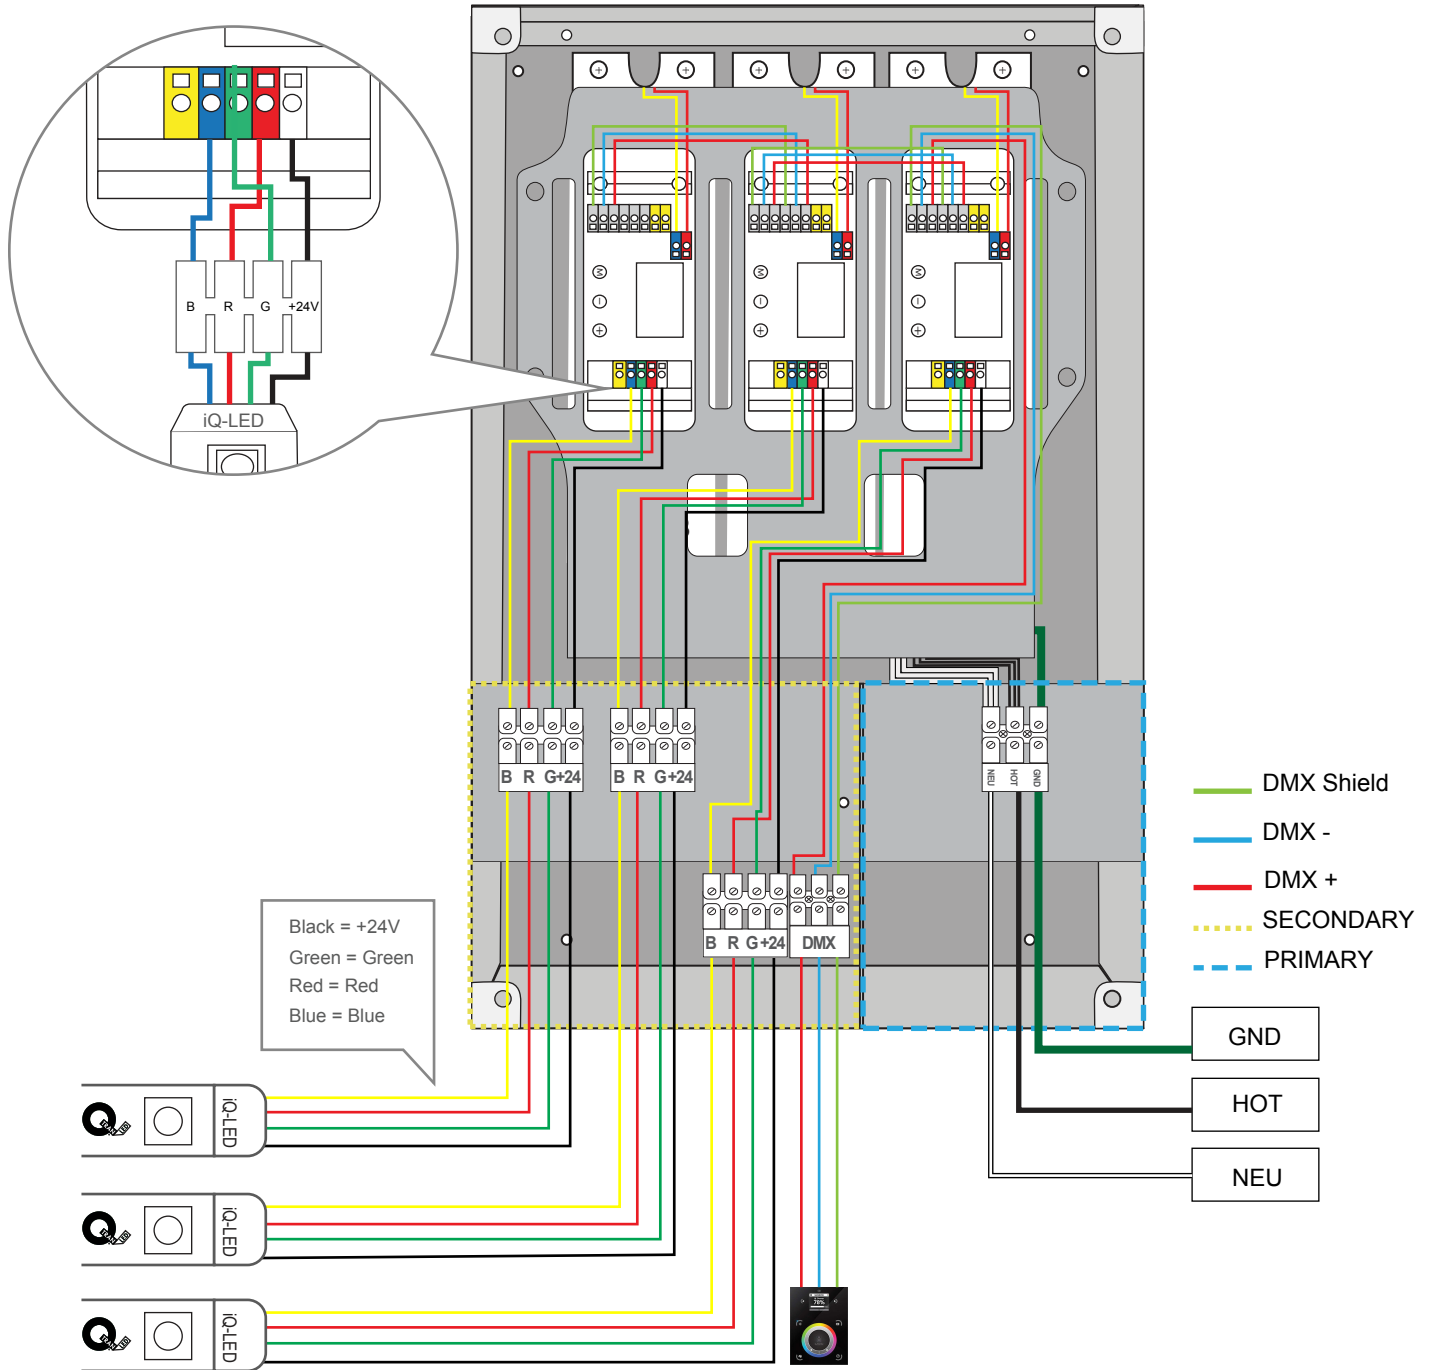 B R G +24V
iQ-LED
M M M
B R G+24
B R G+24
NEU HOT GND
B R G+24 DMX
DMX Shield
DMX -
DMX +
SECONDARY
PRIMARY
Black = +24V
Green = Green
Red = Red
Blue = Blue
GND
HOT
NEU
iQ-LED
iQ-LED
iQ-LED
78%